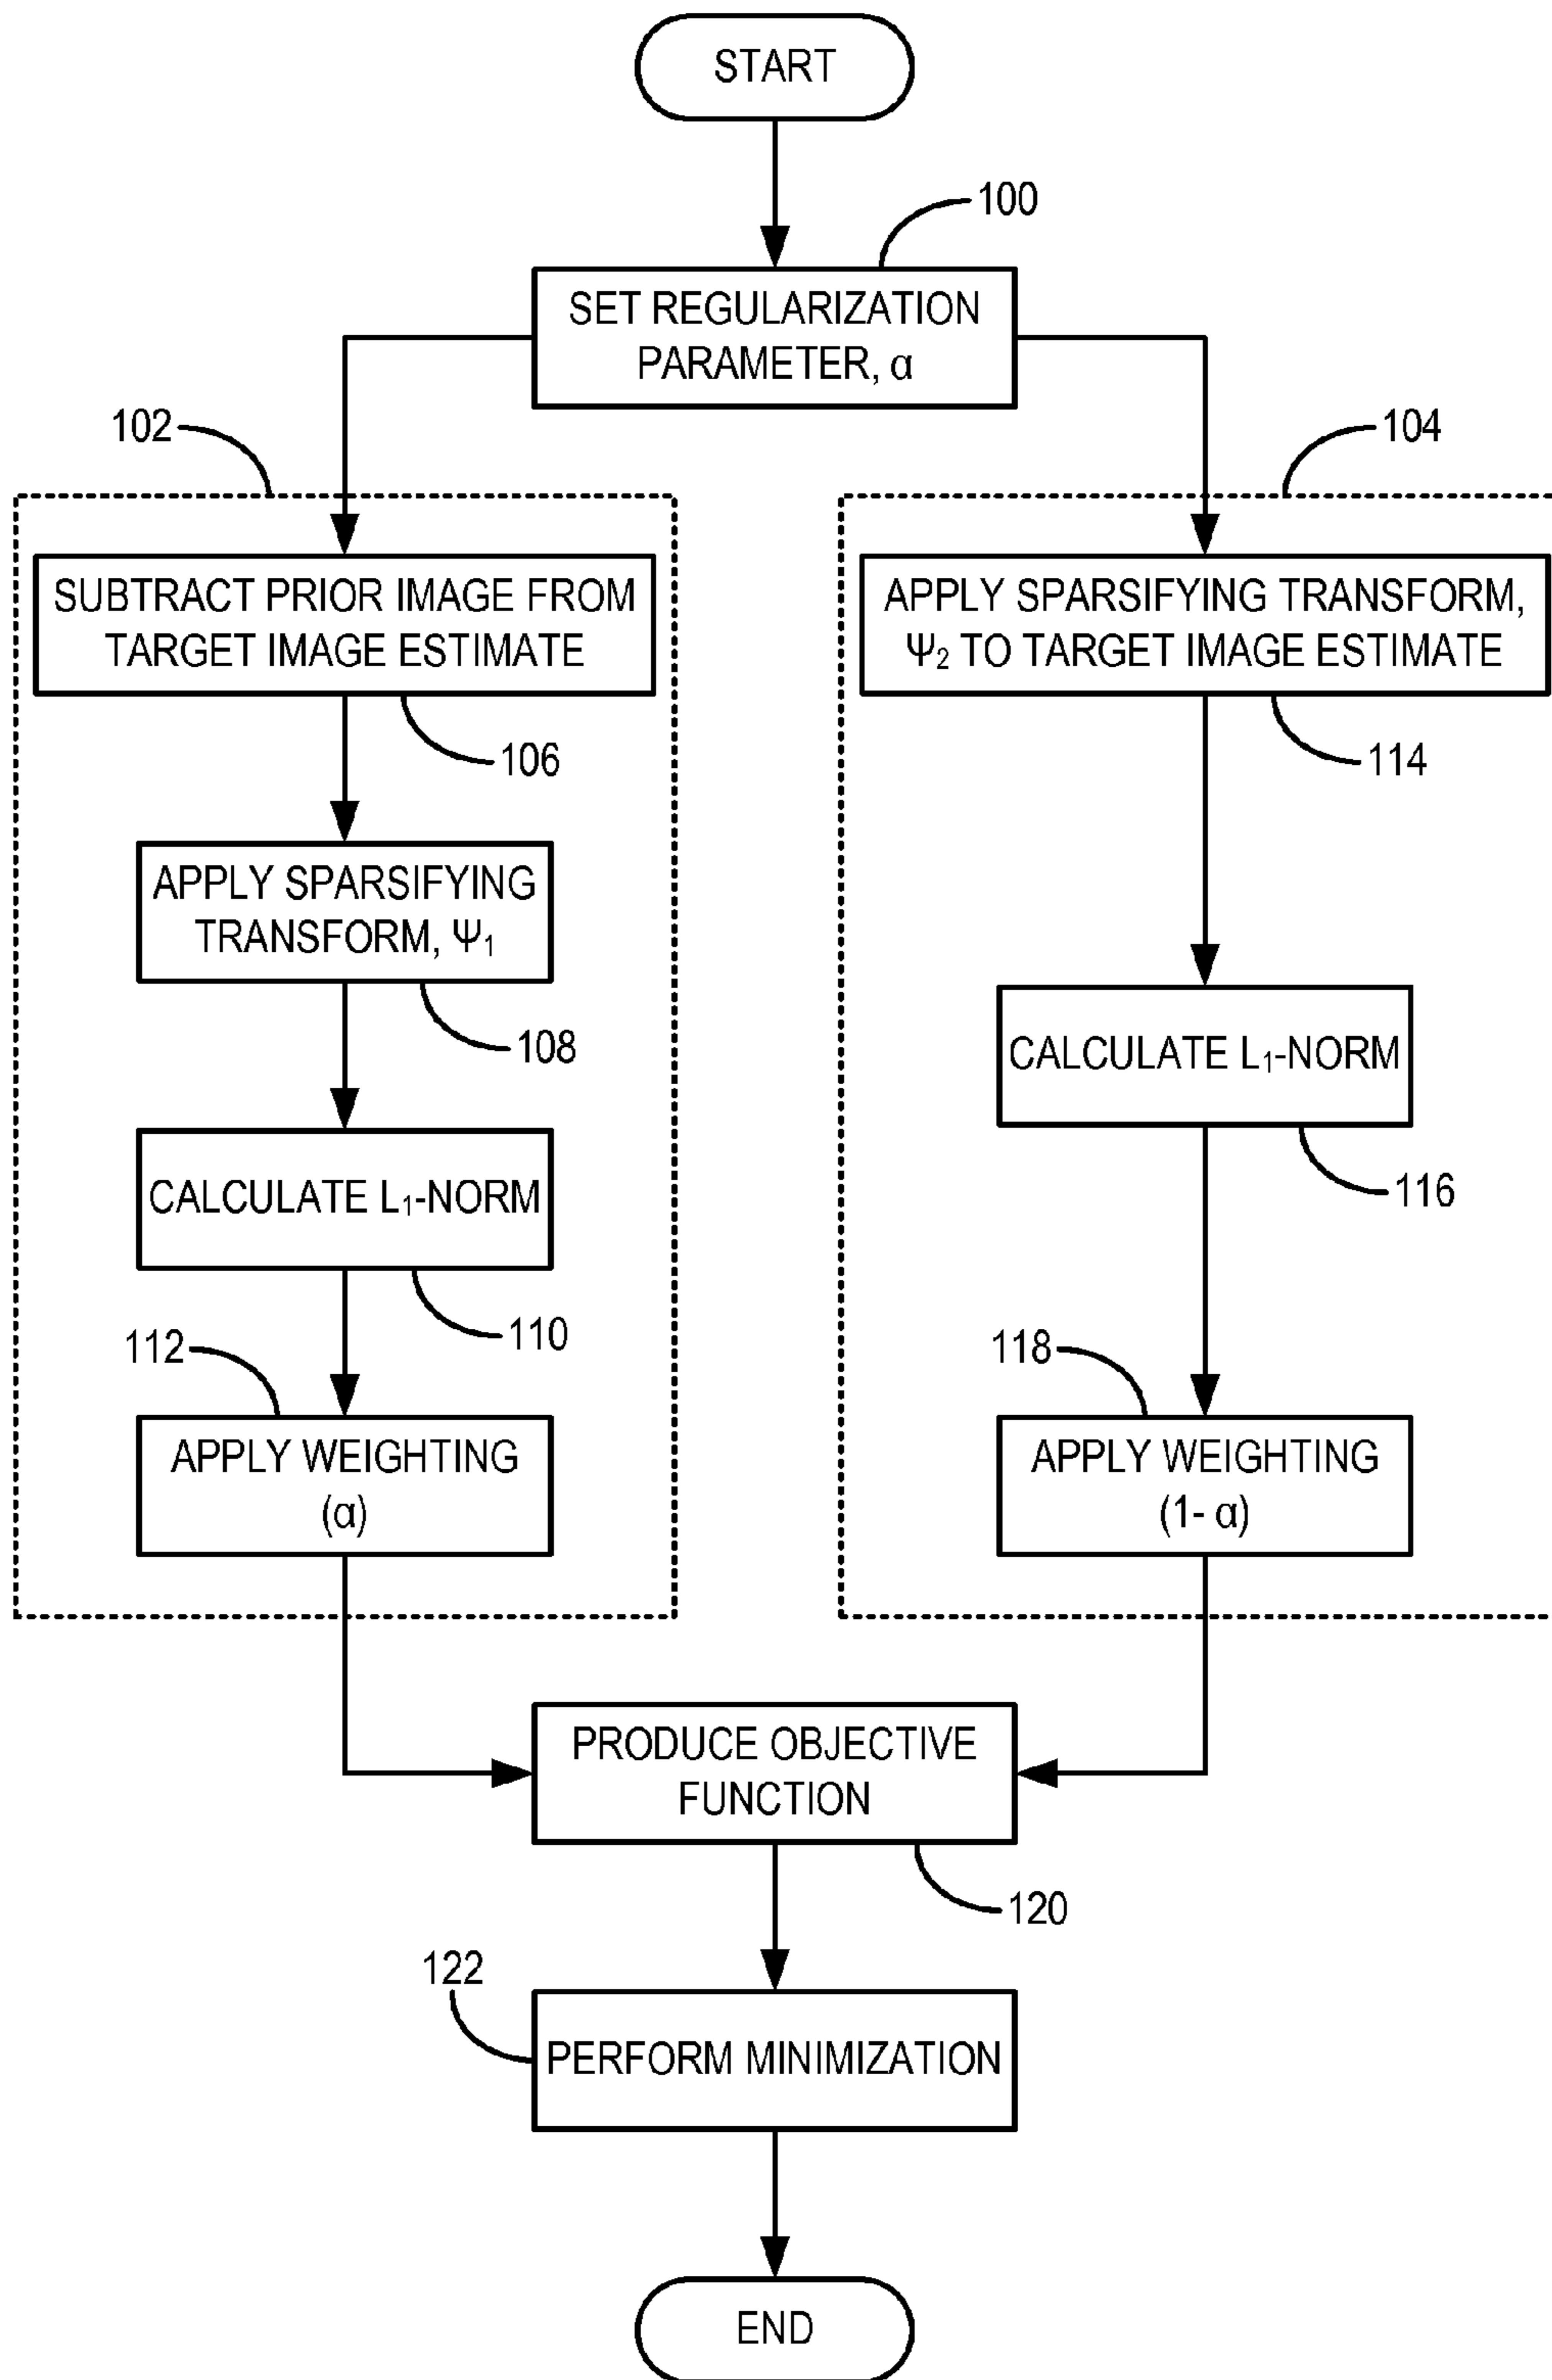 START
100
SET REGULARIZATION
PARAMETER, α
102
104
SUBTRACT PRIOR IMAGE FROM
TARGET IMAGE ESTIMATE
106
APPLY SPARSIFYING TRANSFORM,
Ψ₂ TO TARGET IMAGE ESTIMATE
114
APPLY SPARSIFYING
TRANSFORM, Ψ₁
108
CALCULATE L₁-NORM
116
CALCULATE L₁-NORM
110
112
APPLY WEIGHTING
(α)
118
APPLY WEIGHTING
(1- α)
PRODUCE OBJECTIVE
FUNCTION
120
122
PERFORM MINIMIZATION
END